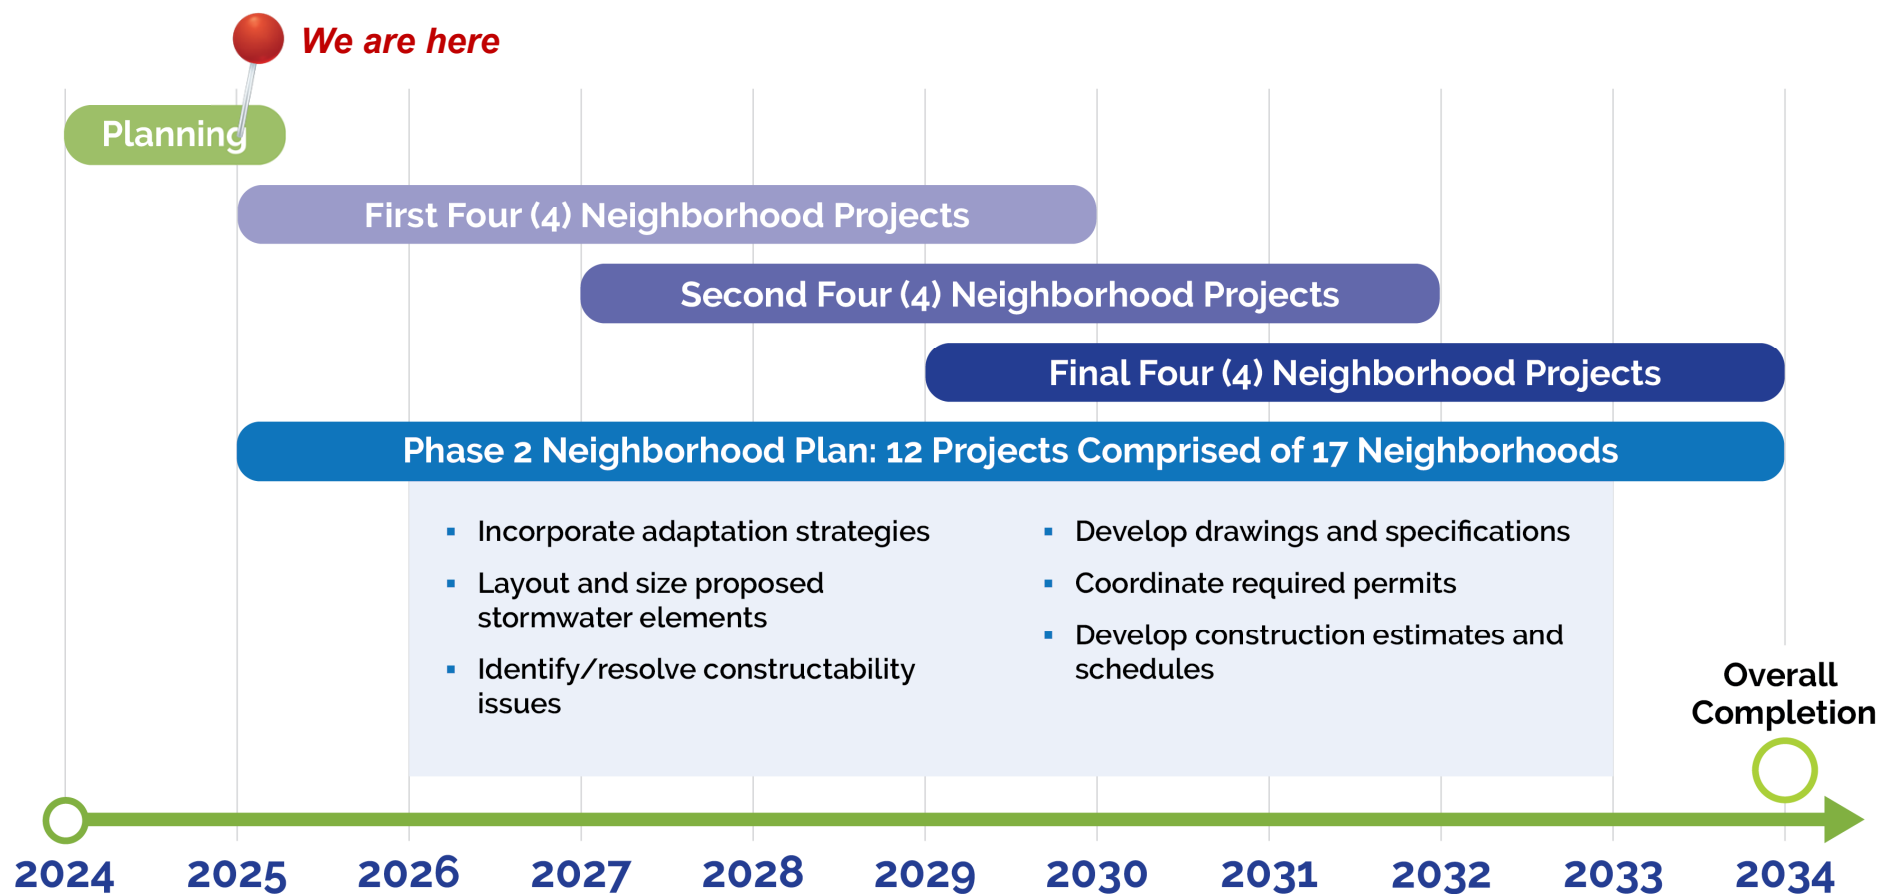 We are here
Planning
First Four (4) Neighborhood Projects
Second Four (4) Neighborhood Projects
Final Four (4) Neighborhood Projects
Phase 2 Neighborhood Plan: 12 Projects Comprised of 17 Neighborhoods
▪ Incorporate adaptation strategies
▪ Layout and size proposed
stormwater elements
▪ Identify/resolve constructability
issues
▪ Develop drawings and specifications
▪ Coordinate required permits
▪ Develop construction estimates and
schedules
Overall
Completion
2024 2025 2026 2027 2028 2029 2030 2031 2032 2033 2034